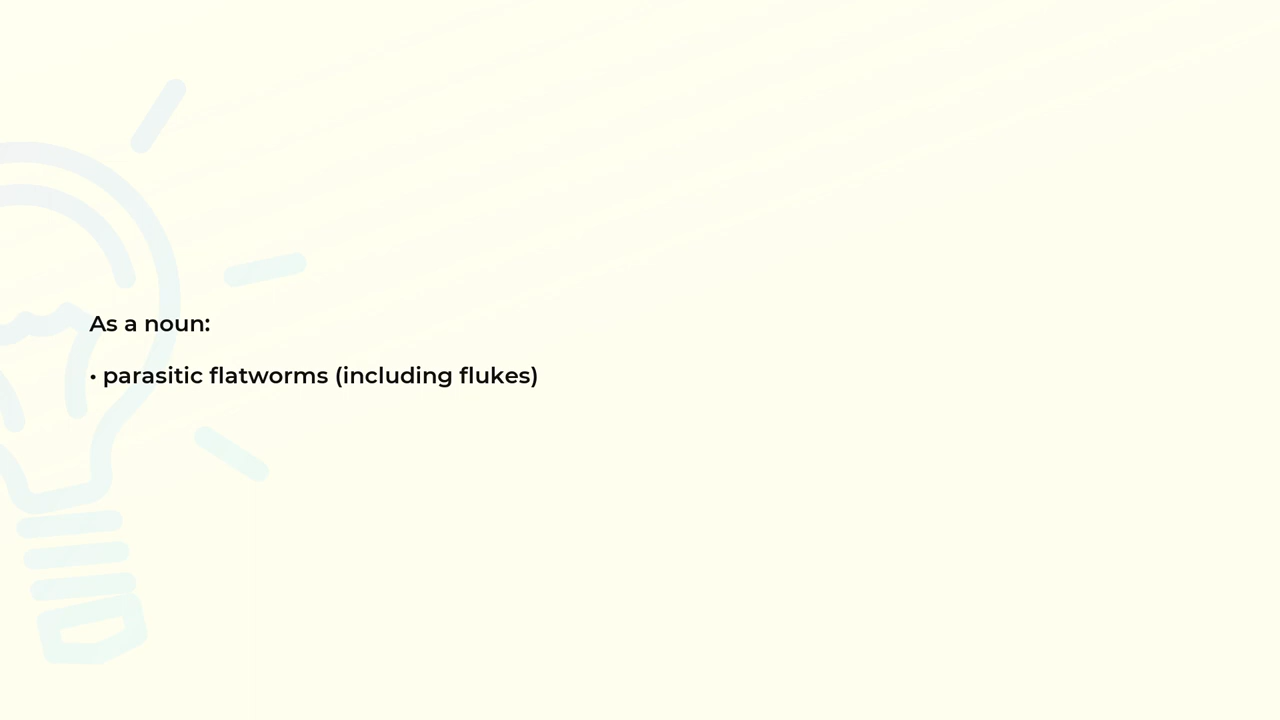 As a noun:
• parasitic flatworms (including flukes)